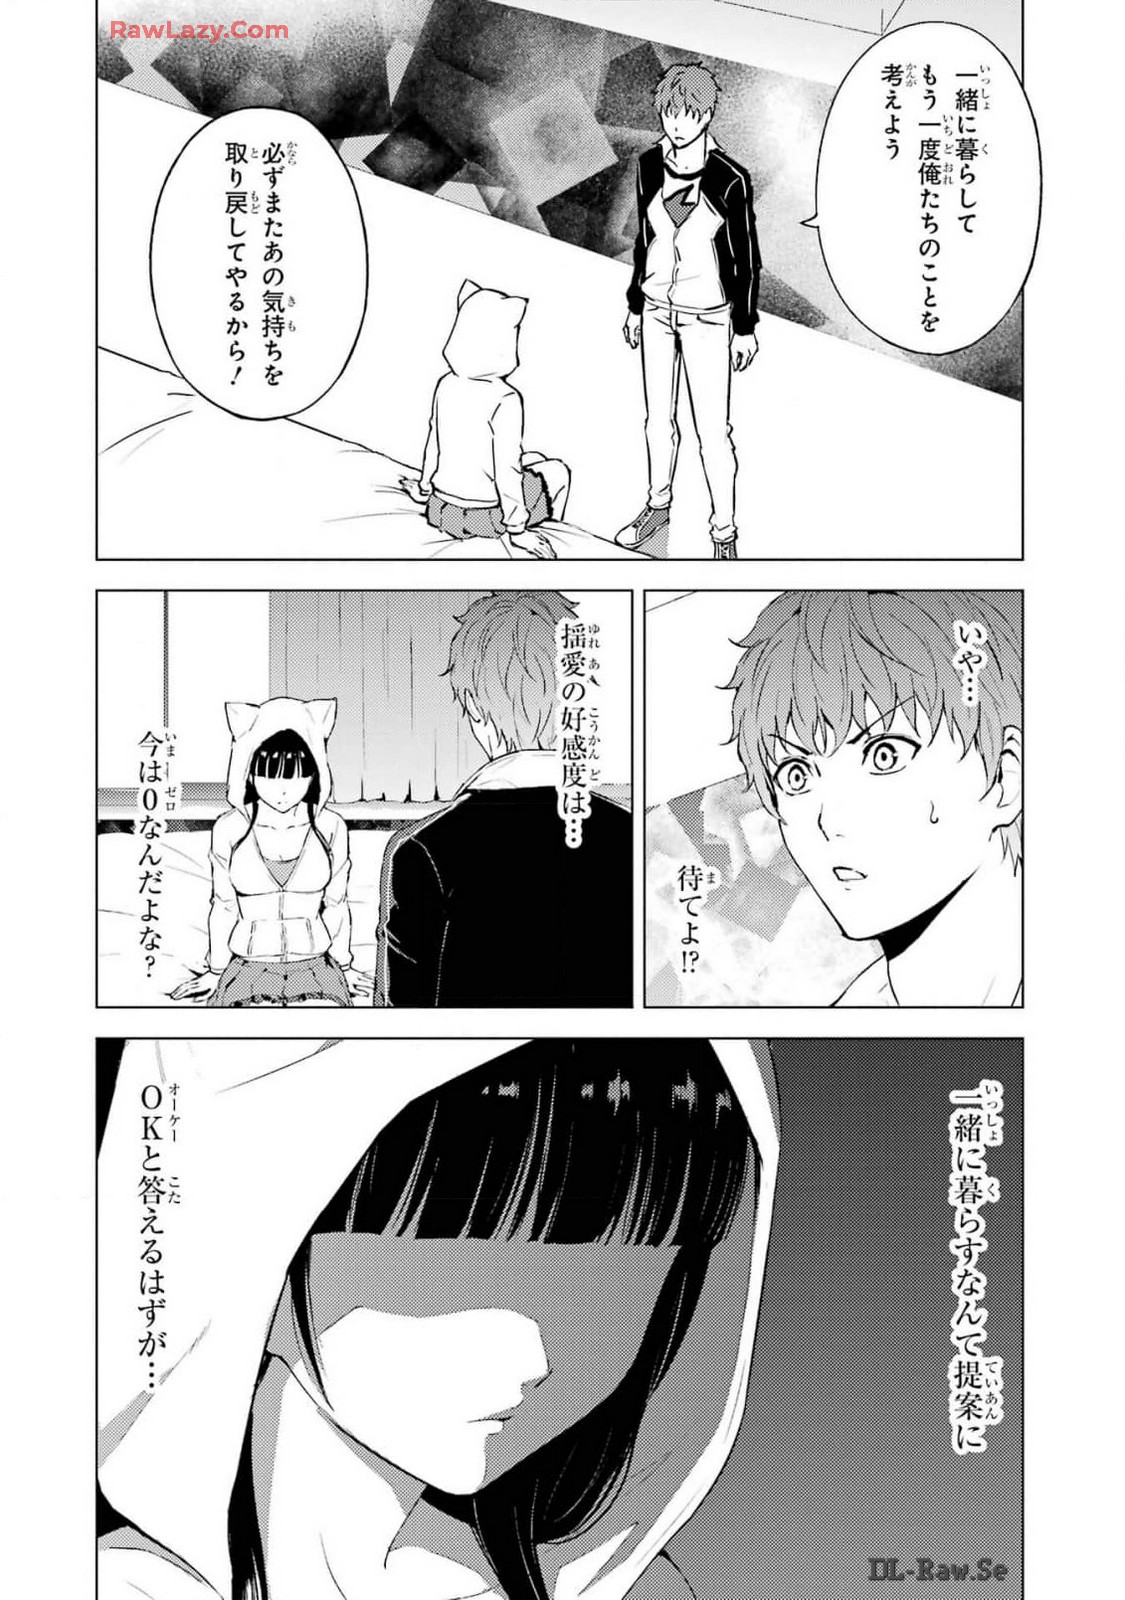 RawLazy.Com
一緒に暮らして
もう一度俺たちのことを
考えよう
必ずまたあの気持ちを
取り戻してやるから!
いや…
待てよ!?
揺愛の好感度は…
今は0なんだよな?
一緒に暮らすなんて提案に
OKと答えるはずが…
DL-Raw.Se